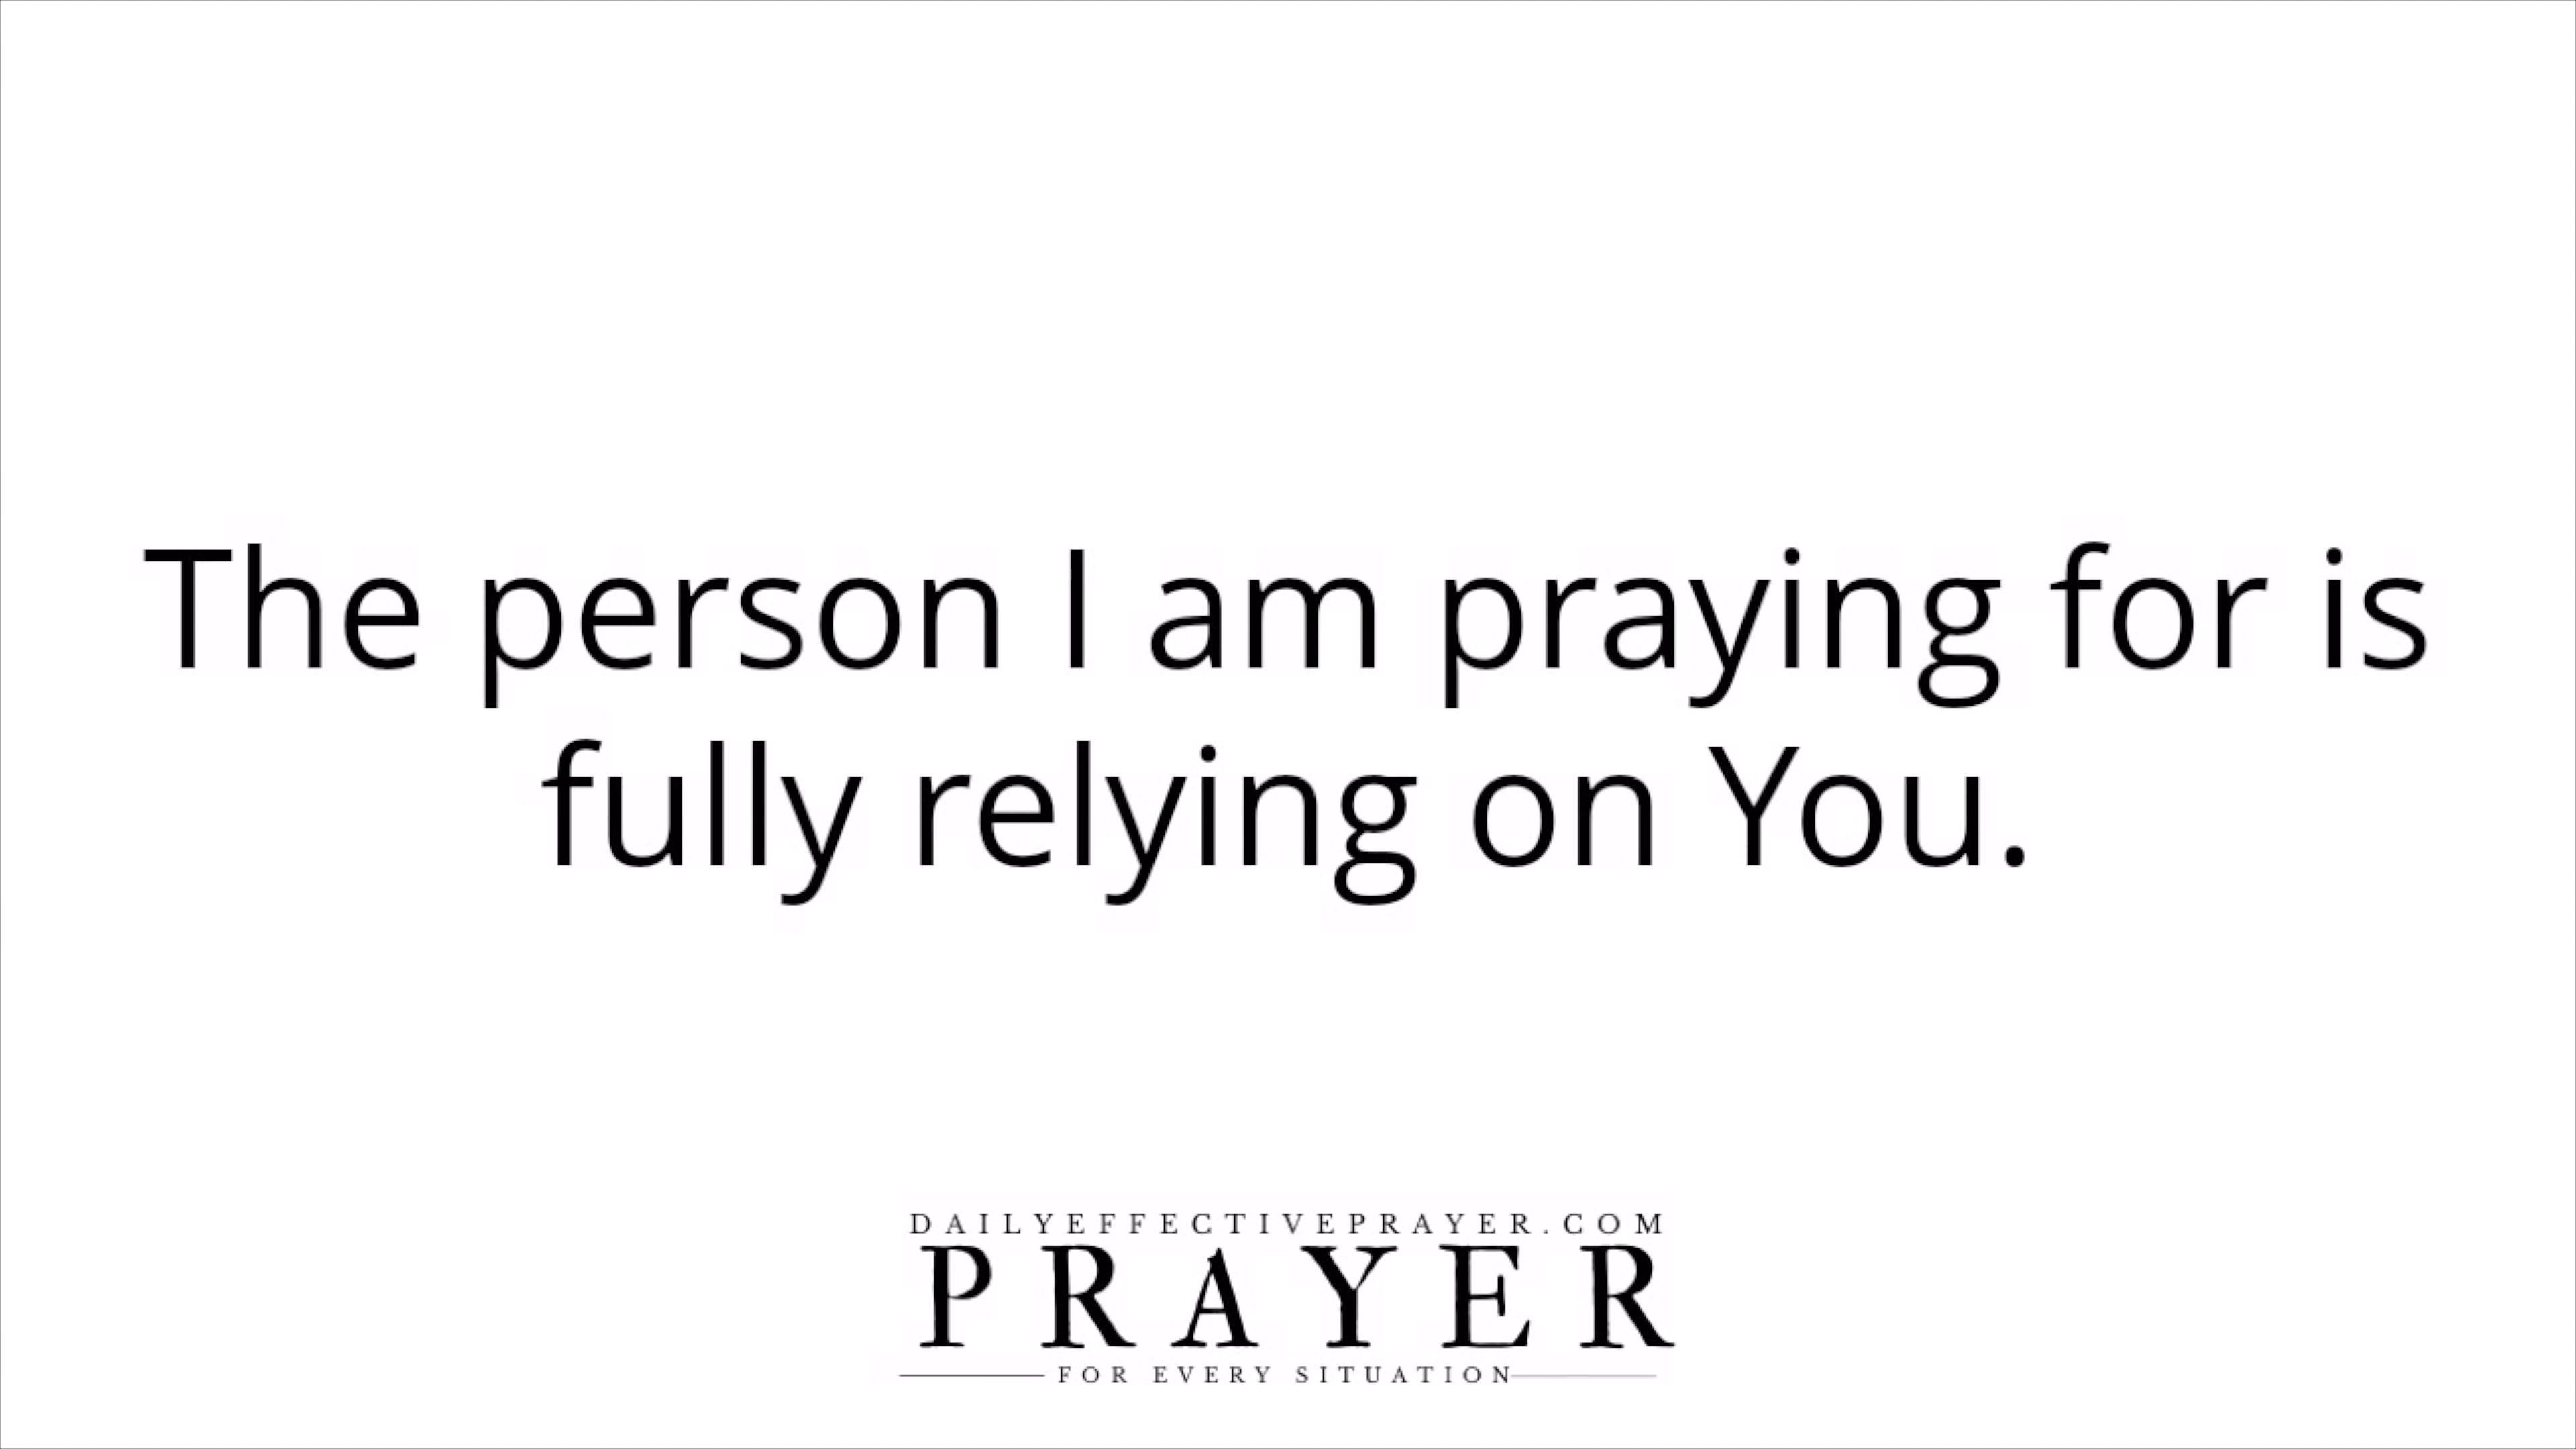 The person I am praying for is
fully relying on You.
DAILYEFFECTIVEPRAYER.COM
PRAYER
FOR EVERY SITUATION